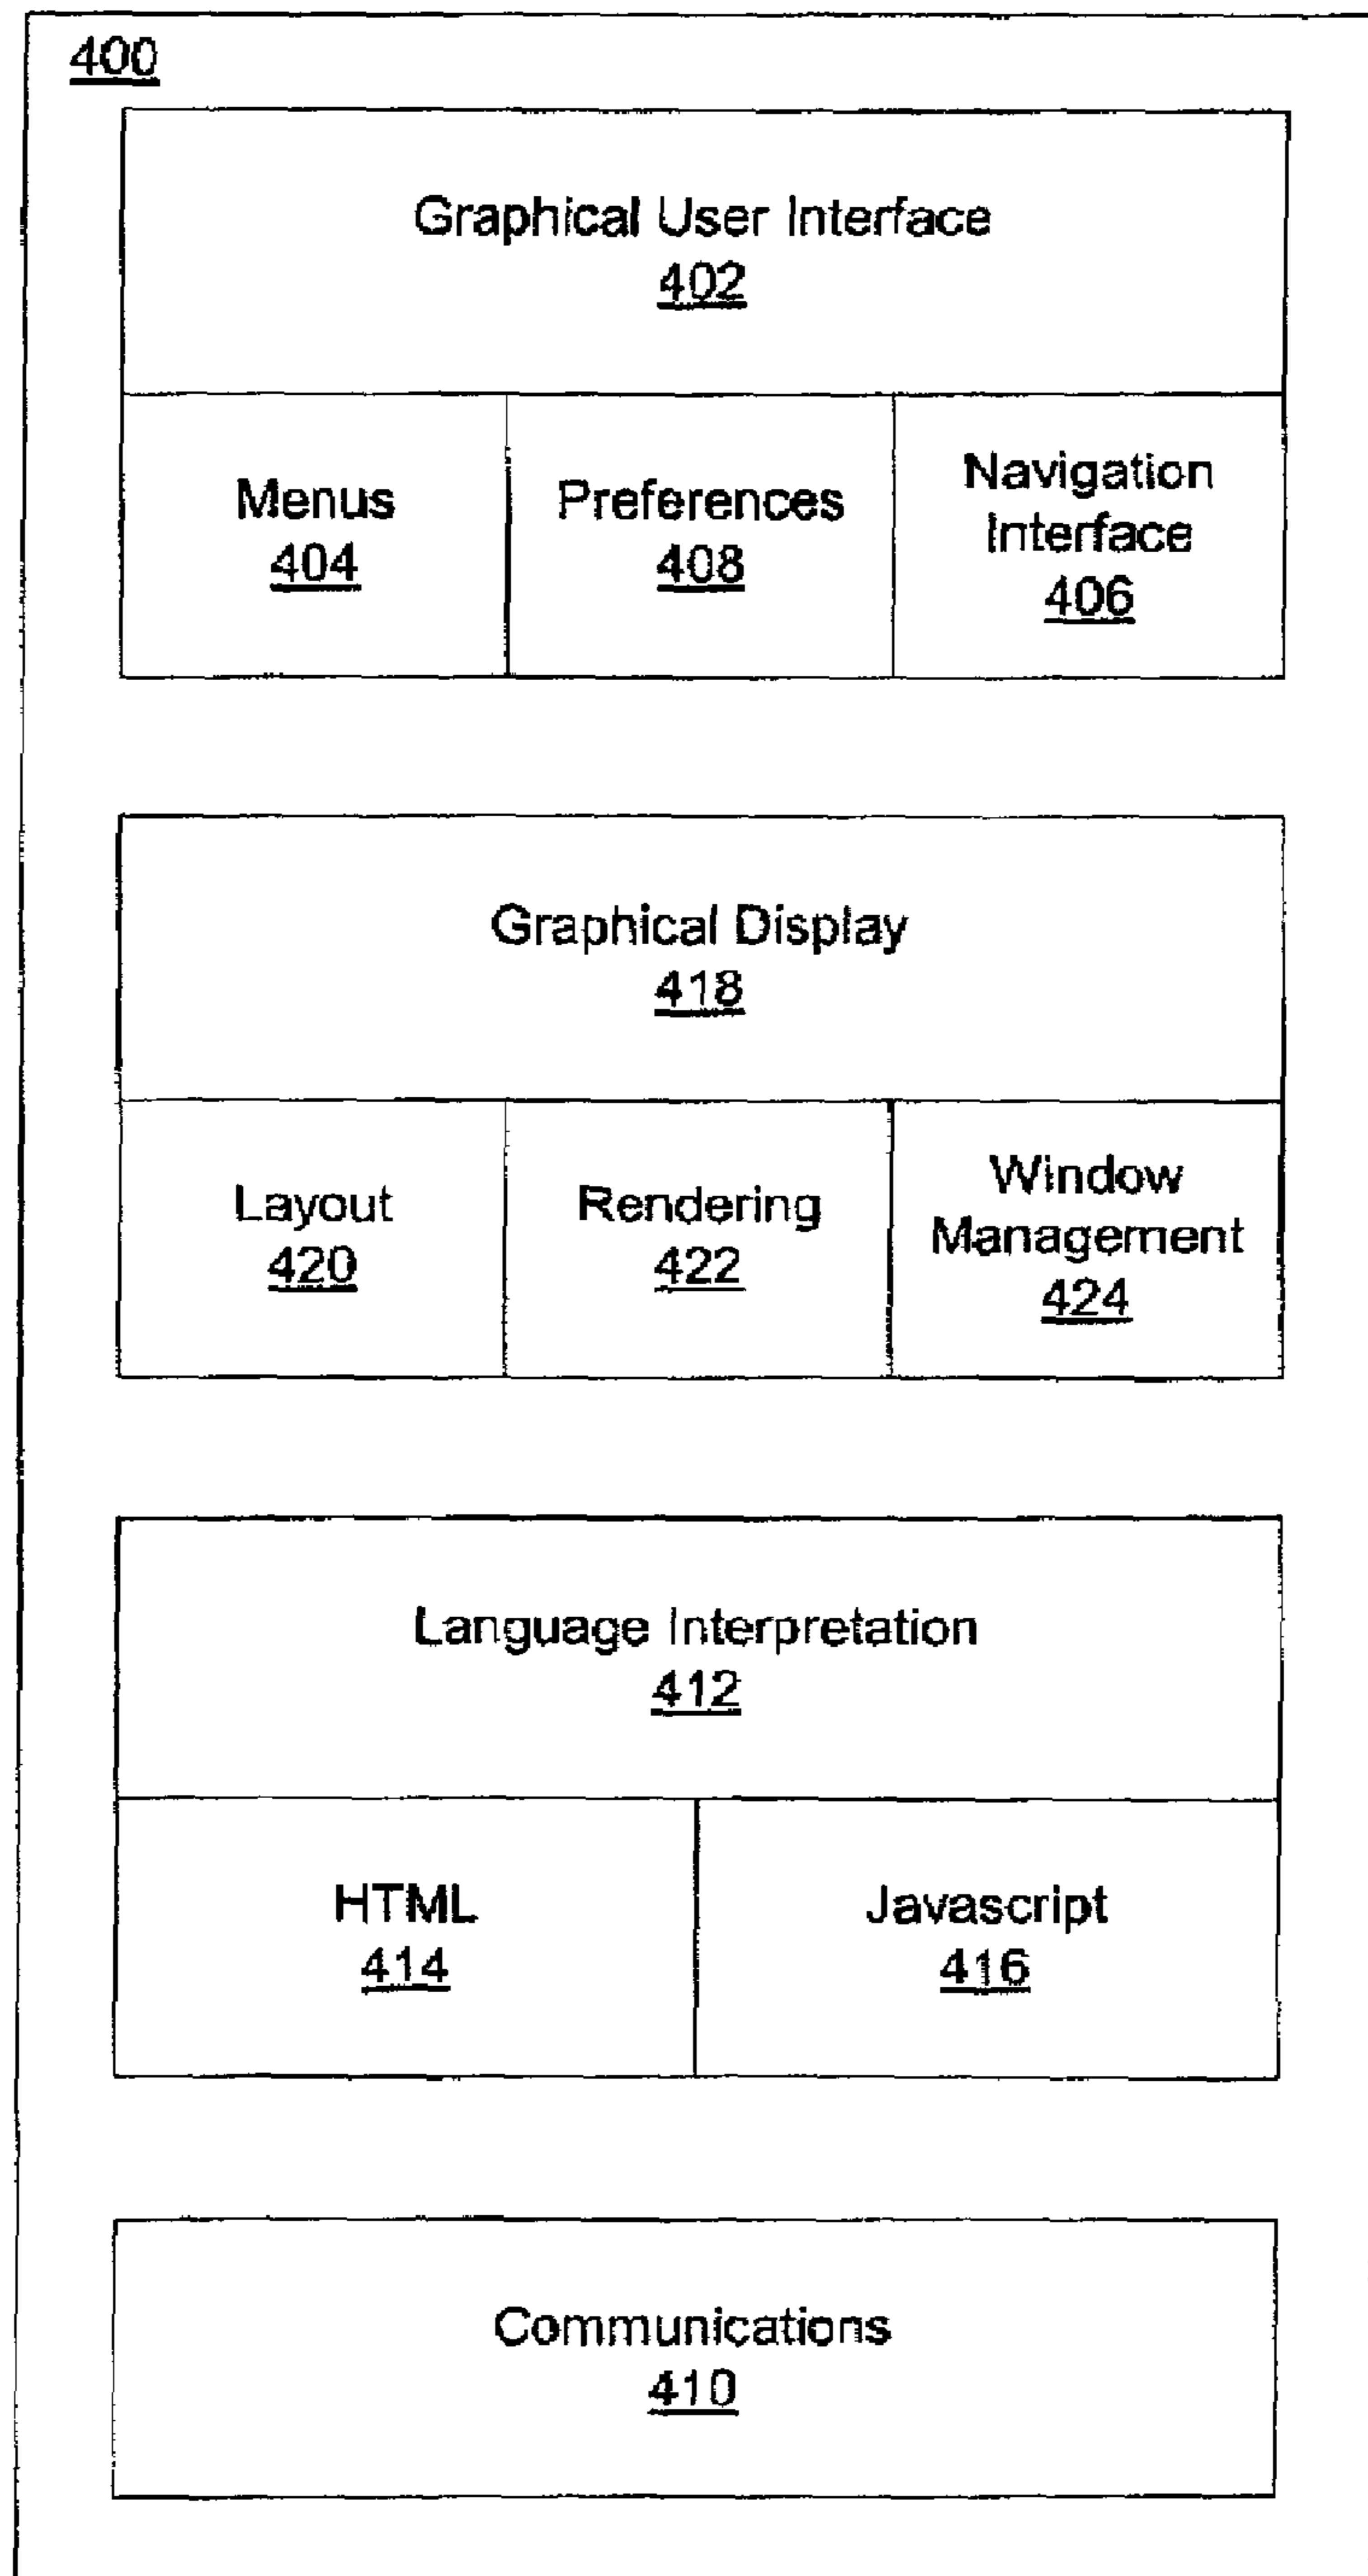 400
Graphical User Interface
402
Menus
404
Preferences
408
Navigation
Interface
406
Graphical Display
418
Layout
420
Rendering
422
Window
Management
424
Language Interpretation
412
HTML
414
Javascript
416
Communications
410